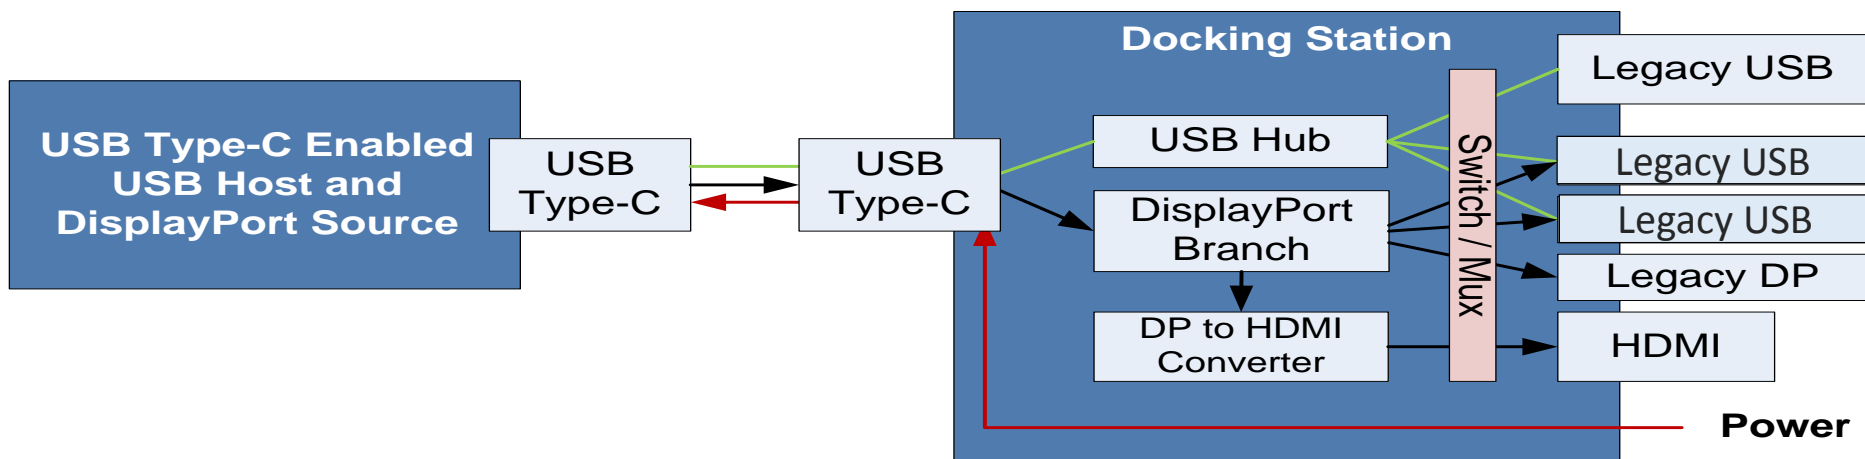 USB Type-C Enabled
USB Host and
DisplayPort Source
USB
Type-C
USB
Type-C
Docking Station
USB Hub
DisplayPort
Branch
DP to HDMI
Converter
Switch / Mux
Legacy USB
Legacy USB
Legacy USB
Legacy DP
HDMI
Power